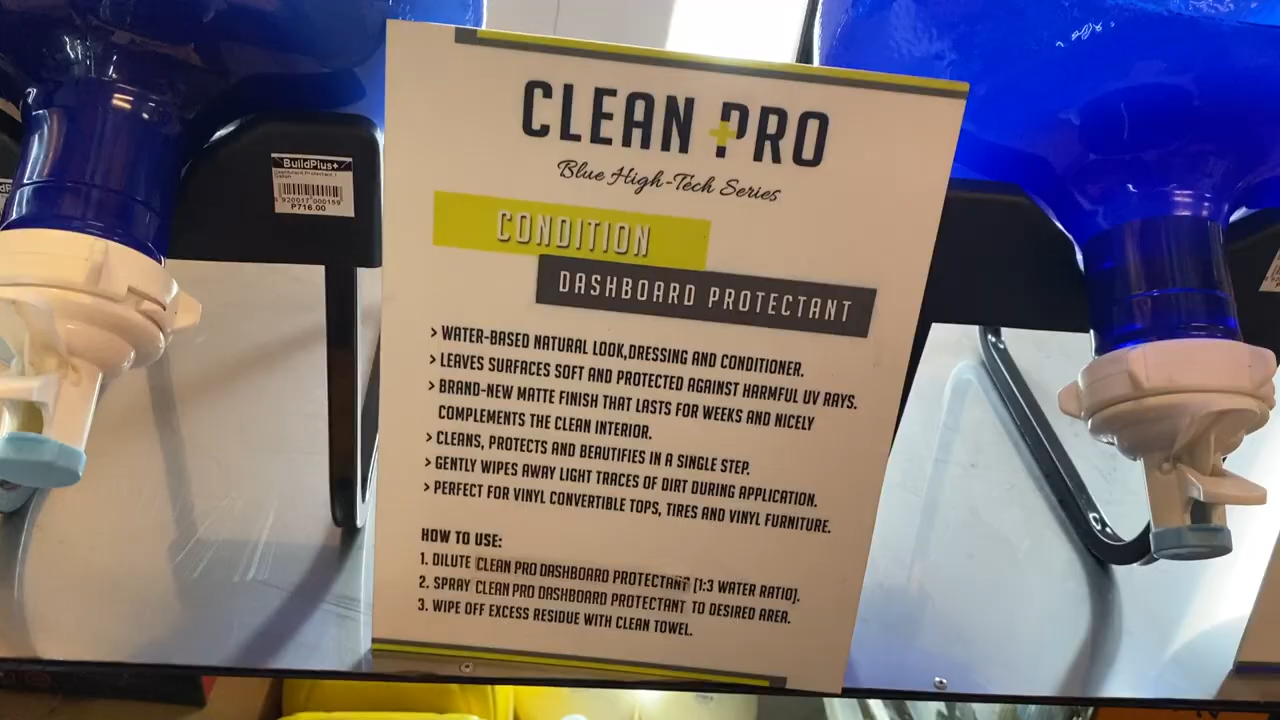 CLEAN PRO
Blue High-Tech Series
CONDITION
DASHBOARD PROTECTANT
> WATER-BASED NATURAL LOOK,DRESSING AND CONDITIONER.
> LEAVES SURFACES SOFT AND PROTECTED AGAINST HARMFUL UV RAYS.
> BRAND-NEW MATTE FINISH THAT LASTS FOR WEEKS AND NICELY
COMPLEMENTS THE CLEAN INTERIOR.
> CLEANS, PROTECTS AND BEAUTIFIES IN A SINGLE STEP.
> GENTLY WIPES AWAY LIGHT TRACES OF DIRT DURING APPLICATION.
> PERFECT FOR VINYL CONVERTIBLE TOPS, TIRES AND VINYL FURNITURE.
HOW TO USE:
1. DILUTE CLEAN PRO DASHBOARD PROTECTANT [1:3 WATER RATIO].
2. SPRAY CLEAN PRO DASHBOARD PROTECTANT TO DESIRED AREA.
3. WIPE OFF EXCESS RESIDUE WITH CLEAN TOWEL.
BuildPlus+
Dashboard Protectant 1
Gallon
P716.00